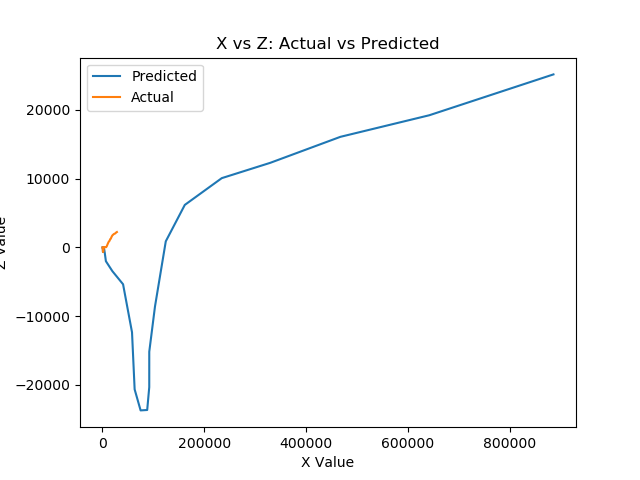 X vs Z: Actual vs Predicted
Predicted
Actual
20000
10000
0
−10000
−20000
Z Value
0
200000
400000
600000
800000
X Value